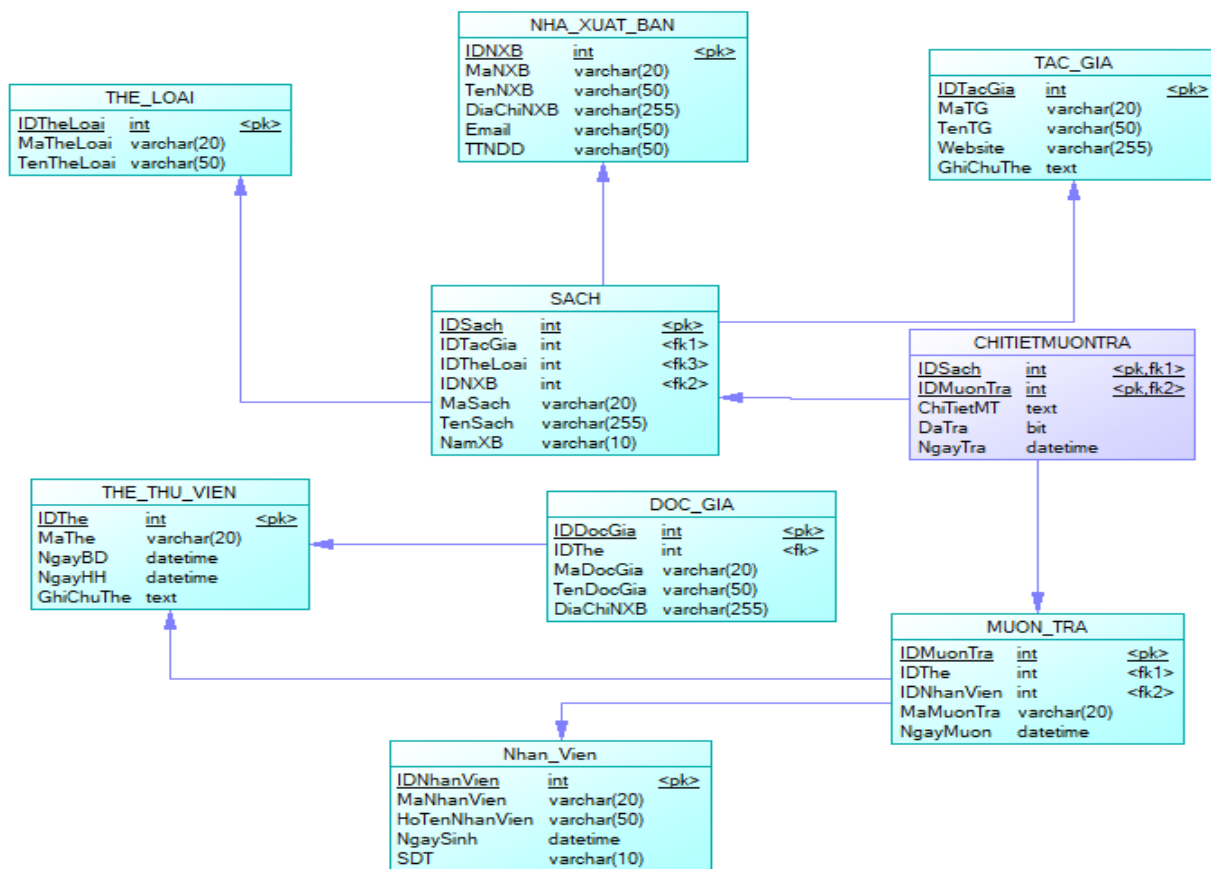 NHA_XUAT_BAN
IDNXB int <pk>
MaNXB varchar(20)
TenNXB varchar(50)
DiaChiNXB varchar(255)
Email varchar(50)
TTNDD varchar(50)
TAC_GIA
IDTacGia int <pk>
MaTG varchar(20)
TenTG varchar(50)
Website varchar(255)
GhiChuThe text
THE_LOAI
IDTheLoai int <pk>
MaTheLoai varchar(20)
TenTheLoai varchar(50)
SACH
IDSach int <pk>
IDTacGia int <fk1>
IDTheLoai int <fk3>
IDNXB int <fk2>
MaSach varchar(20)
TenSach varchar(255)
NamXB varchar(10)
CHITIETMUONTRA
IDSach int <pk,fk1>
IDMuonTra int <pk,fk2>
ChiTietMT text
DaTra bit
NgayTra datetime
THE_THU_VIEN
IDThe int <pk>
MaThe varchar(20)
NgayBD datetime
NgayHH datetime
GhiChuThe text
DOC_GIA
IDDocGia int <pk>
IDThe int <fk>
MaDocGia varchar(20)
TenDocGia varchar(50)
DiaChiNXB varchar(255)
MUON_TRA
IDMuonTra int <pk>
IDThe int <fk1>
IDNhanVien int <fk2>
MaMuonTra varchar(20)
NgayMuon datetime
Nhan_Vien
IDNhanVien int <pk>
MaNhanVien varchar(20)
HoTenNhanVien varchar(50)
NgaySinh datetime
SDT varchar(10)